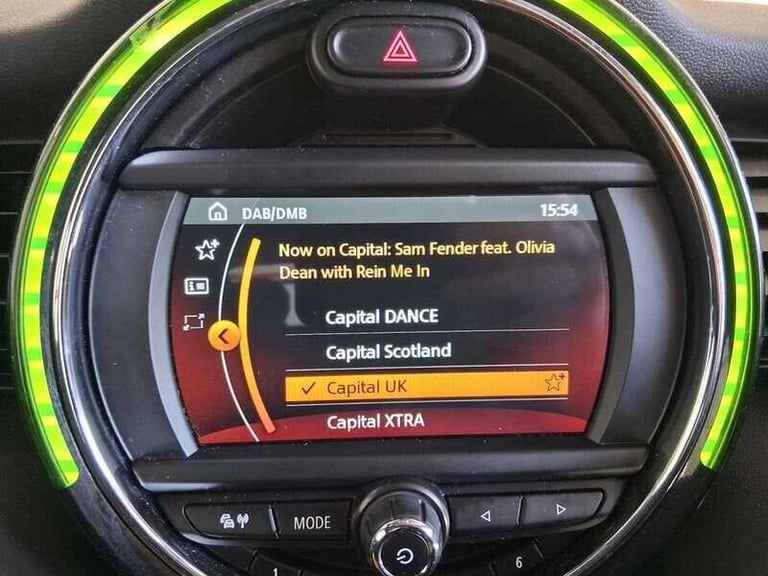 DAB/DMB 15:54
Now on Capital: Sam Fender feat. Olivia
Dean with Rein Me In
Capital DANCE
Capital Scotland
Capital UK
Capital XTRA
MODE
1 6